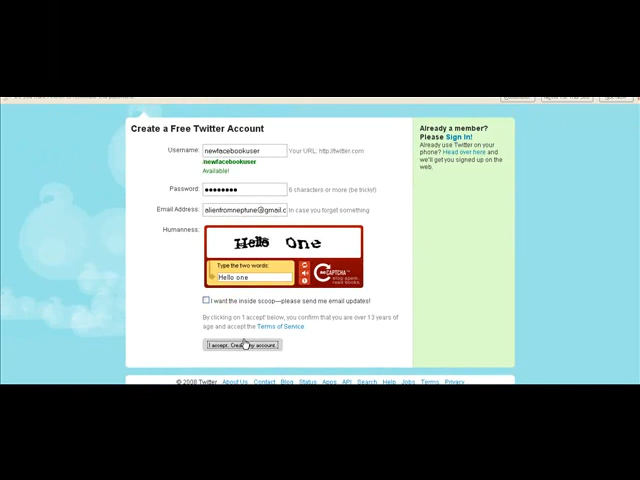 Create a Free Twitter Account
Username: newfacebookuser Your URL: http://twitter.com
newfacebookuser
Available!
Password: 6 characters or more (be tricky!)
Email Address: alienfromneptune@gmail.c In case you forget something
Humanness:
Hello One
Type the two words:
Hello one
reCAPTCHA™
stop spam.
read books.
I want the inside scoop—please send me email updates!
By clicking on 'I accept' below, you confirm that you are over 13 years of
age and accept the Terms of Service.
I accept. Create my account.
Already a member?
Please Sign In!
Already use Twitter on your
phone? Head over here and
we'll get you signed up on the
web.
© 2008 Twitter About Us Contact Blog Status Apps API Search Help Jobs Terms Privacy